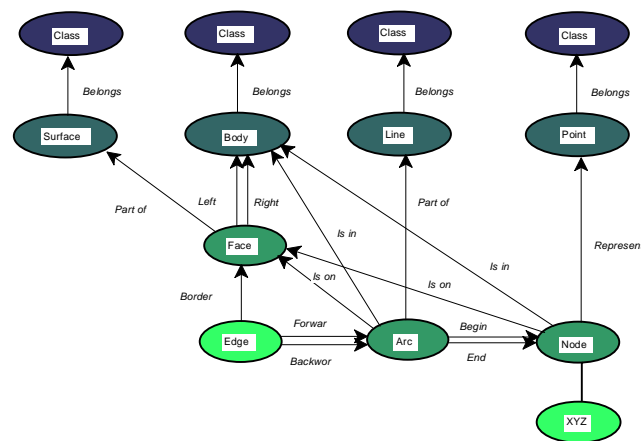 Class
Class
Class
Class
Belongs
Belongs
Belongs
Belongs
Surface
Body
Line
Point
Part of
Left
Right
Part of
Is in
Represen
Face
Is on
Is on
Is in
Border
Forwar
Begin
Edge
Arc
Node
Backwor
End
XYZ